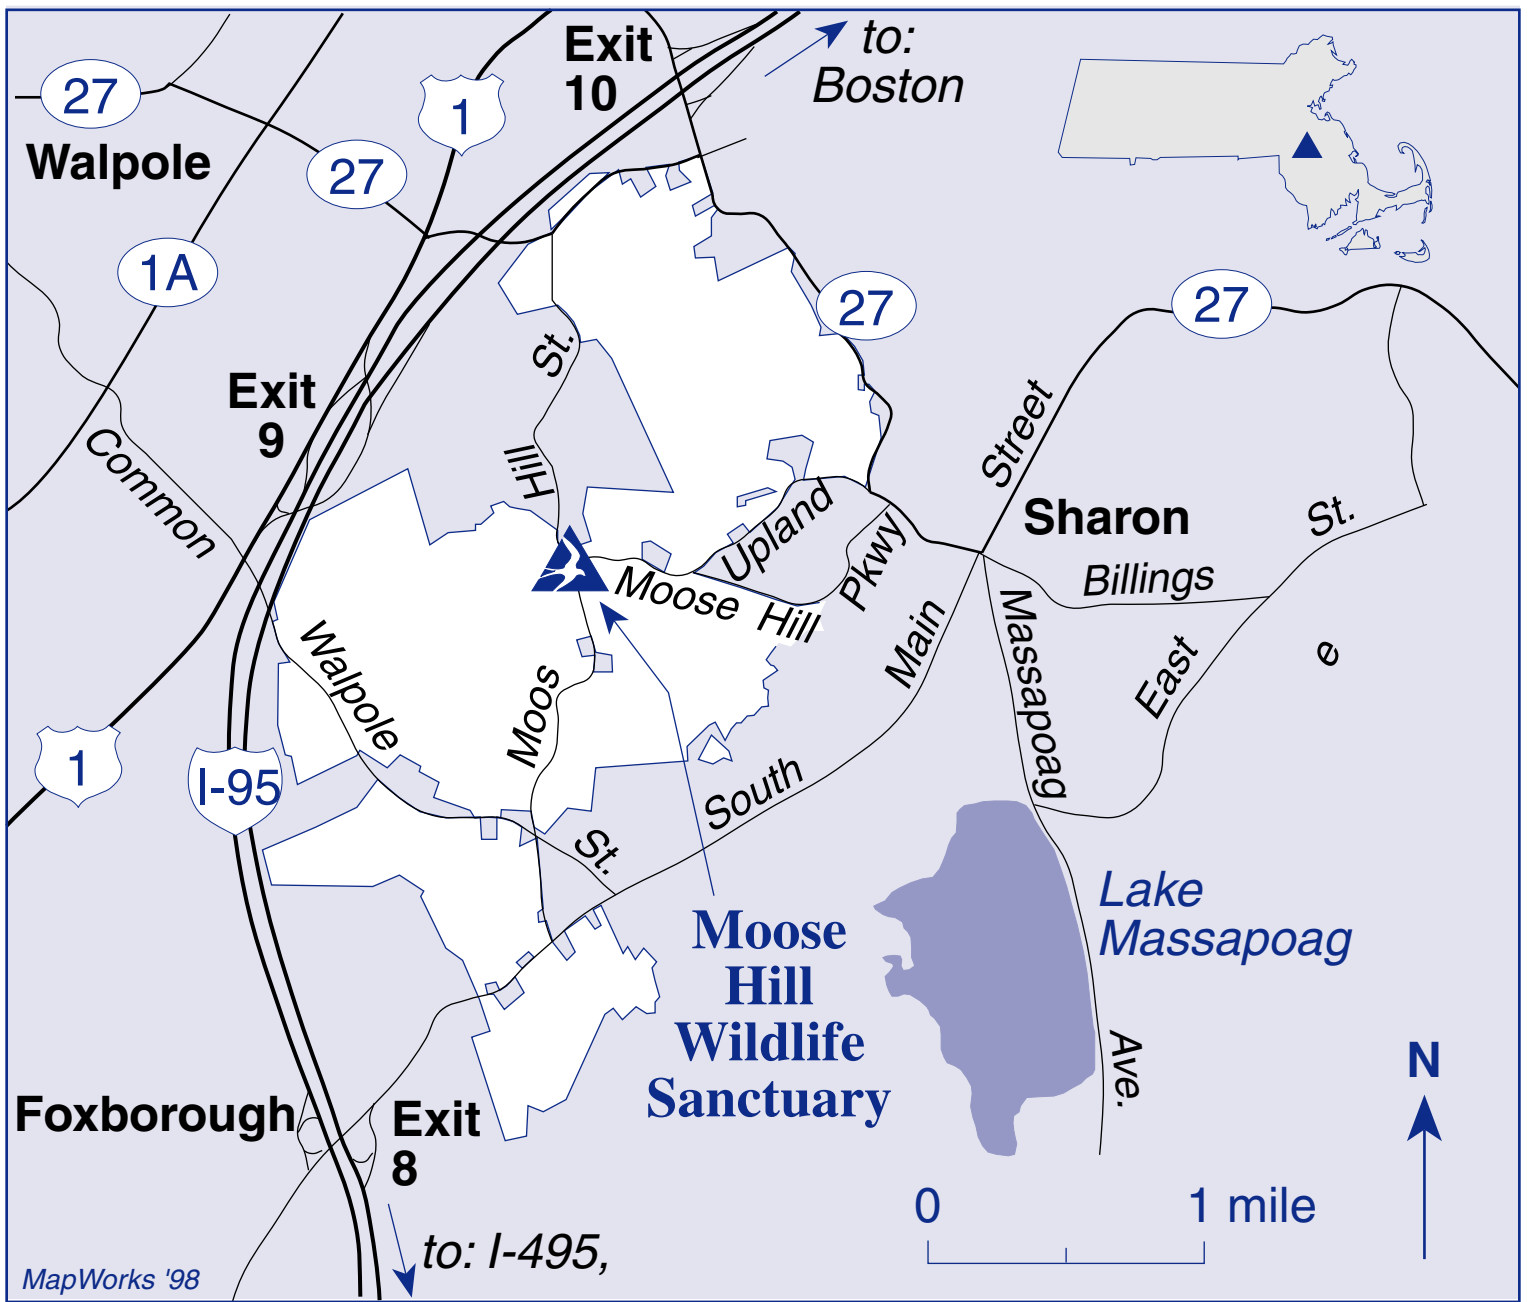 Exit
10
to:
Boston
27
1
Walpole
27
1A
27
27
St.
Exit
9
Street
Common
Hill
Upland
Sharon
St.
Pkwy
Billings
Moose Hill
Main
Massapoag
Walpole
East
e
Moos
1
I-95
South
St.
Lake
Massapoag
Moose
Hill
Wildlife
Sanctuary
Ave.
N
Foxborough
Exit
8
0
1 mile
to: I-495,
MapWorks '98